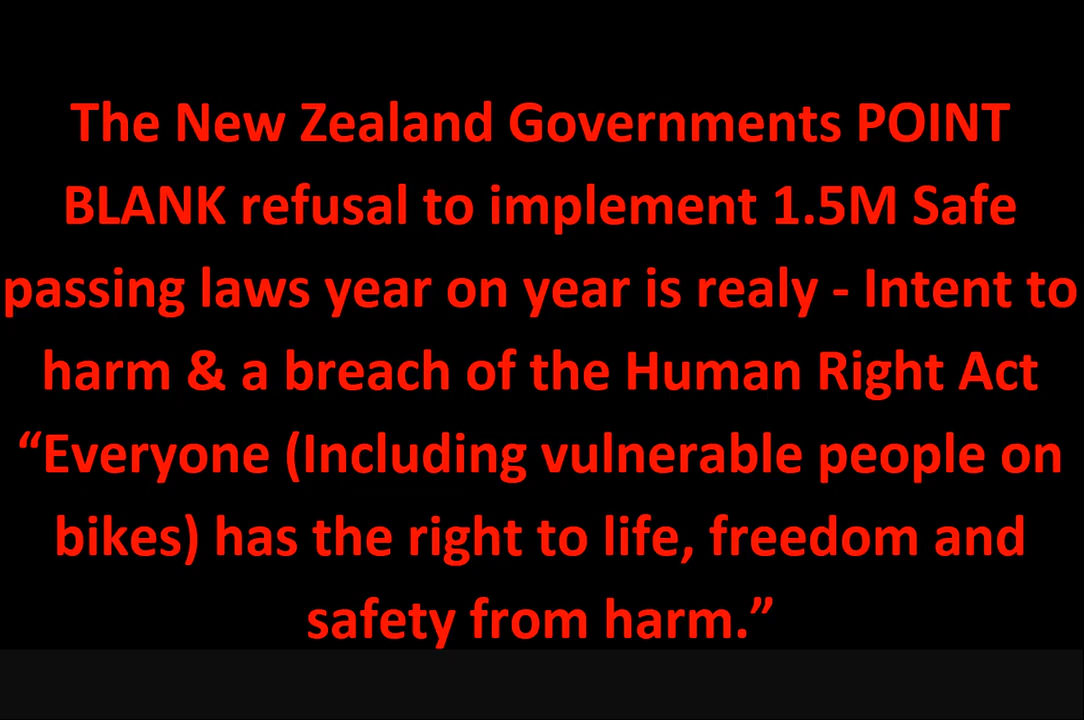 The New Zealand Governments POINT
BLANK refusal to implement 1.5M Safe
passing laws year on year is realy - Intent to
harm & a breach of the Human Right Act
“Everyone (Including vulnerable people on
bikes) has the right to life, freedom and
safety from harm.”